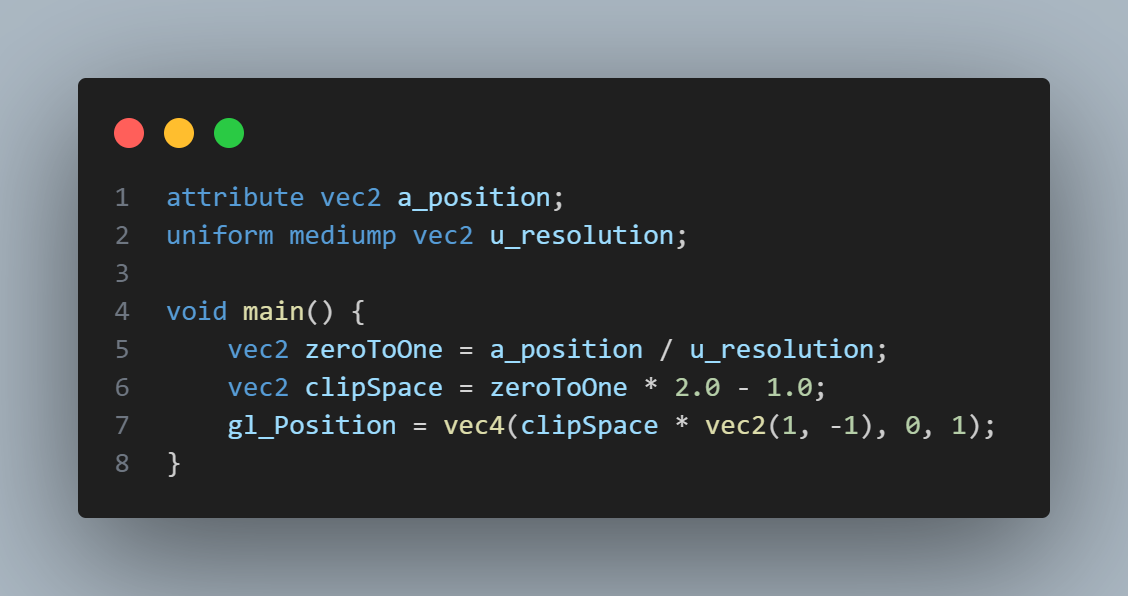 1 attribute vec2 a_position;
2 uniform mediump vec2 u_resolution;
3
4 void main() {
5     vec2 zeroToOne = a_position / u_resolution;
6     vec2 clipSpace = zeroToOne * 2.0 - 1.0;
7     gl_Position = vec4(clipSpace * vec2(1, -1), 0, 1);
8 }